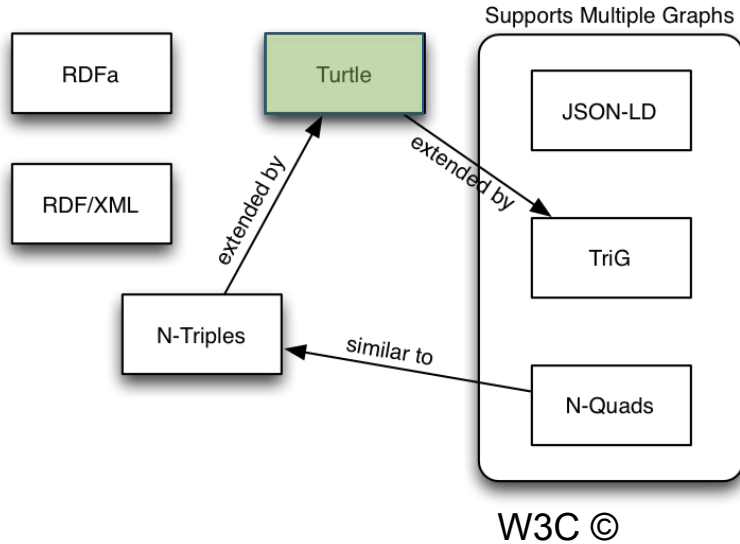 Supports Multiple Graphs
RDFa
Turtle
JSON-LD
extended by
extended by
RDF/XML
TriG
N-Triples
similar to
N-Quads
W3C ©